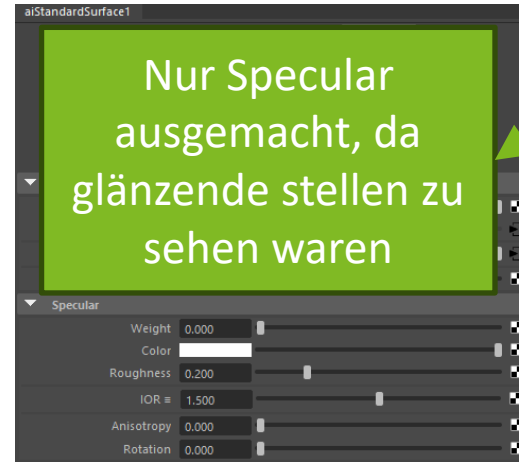 aiStandardSurface1
Nur Specular
ausgemacht, da
glänzende stellen zu
sehen waren
Specular
Weight 0.000
Color
Roughness 0.200
IOR ≡ 1.500
Anisotropy 0.000
Rotation 0.000